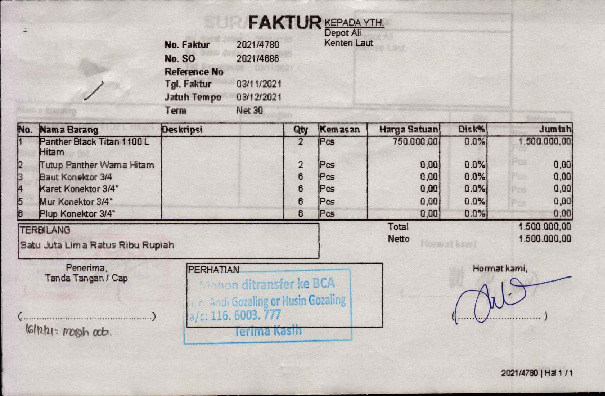 FAKTUR
KEPADA YTH.
Depot Ali
Kenten Laut
No. Faktur 2021/4780
No. SO 2021/4686
Reference No
Tgl. Faktur 03/11/2021
Jatuh Tempo 03/12/2021
Term Net 30
No. Nama Barang Deskripsi Qty Kemasan Harga Satuan Disk% Jumlah
1 Panther Black Titan 1100 L Hitam 2 Pcs 750.000,00 0.0% 1.500.000,00
2 Tutup Panther Warna Hitam 2 Pcs 0,00 0.0% 0,00
3 Baut Konektor 3/4 6 Pcs 0,00 0.0% 0,00
4 Karet Konektor 3/4" 6 Pcs 0,00 0.0% 0,00
5 Mur Konektor 3/4" 6 Pcs 0,00 0.0% 0,00
6 Plup Konektor 3/4" 6 Pcs 0,00 0.0% 0,00
TERBILANG
Satu Juta Lima Ratus Ribu Rupiah
Total 1.500.000,00
Netto 1.500.000,00
Penerima,
Tanda Tangan / Cap
PERHATIAN
Mohon ditransfer ke BCA
Andi Gozaling or Husin Gozaling
a/c: 116. 6003. 777
Terima Kasih
Hormat kami,
(....................)
(....................)
masih
2021/4780 | Hal 1 / 1